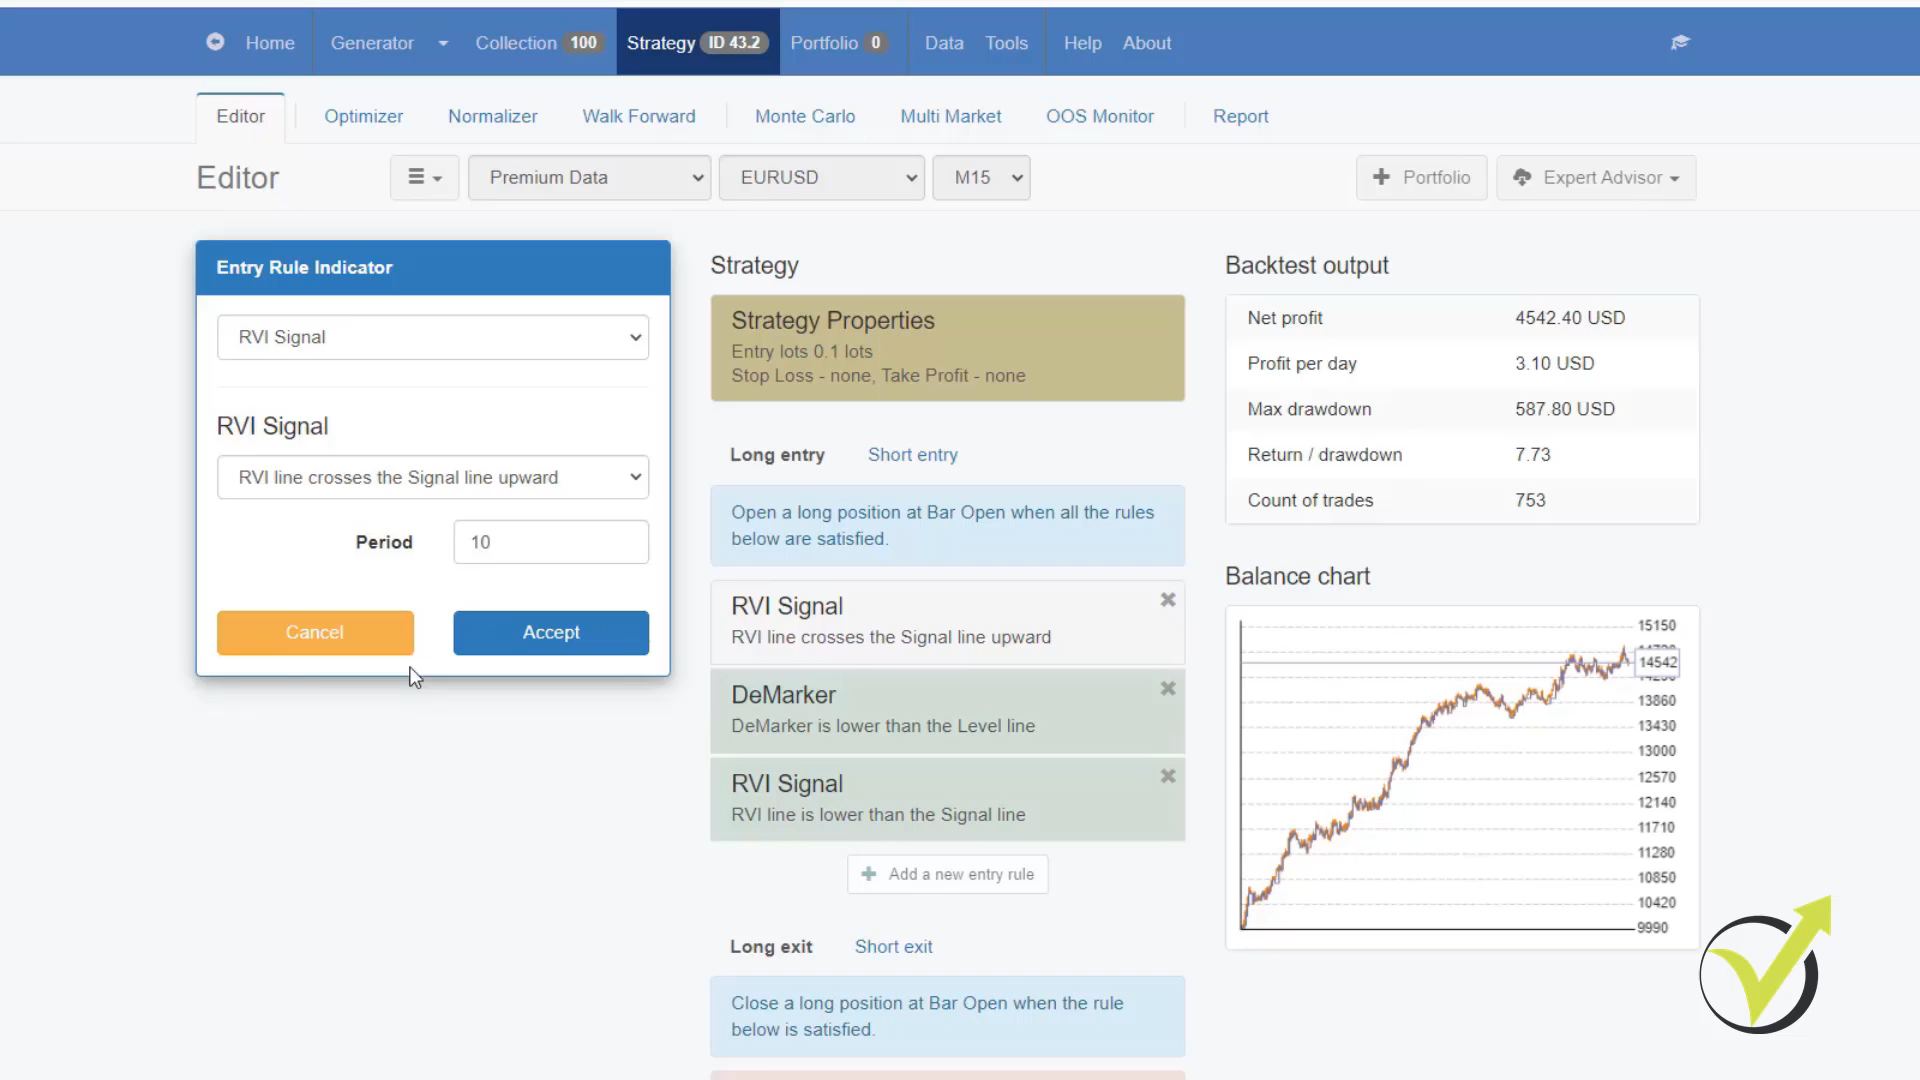 Home Generator Collection 100 Strategy ID 43.2 Portfolio 0 Data Tools Help About
Editor Optimizer Normalizer Walk Forward Monte Carlo Multi Market OOS Monitor Report
Editor Premium Data EURUSD M15 Portfolio Expert Advisor
Entry Rule Indicator
RVI Signal
RVI Signal
RVI line crosses the Signal line upward
Period 10
Cancel Accept
Strategy
Strategy Properties
Entry lots 0.1 lots
Stop Loss - none, Take Profit - none
Long entry Short entry
Open a long position at Bar Open when all the rules
below are satisfied.
RVI Signal
RVI line crosses the Signal line upward
DeMarker
DeMarker is lower than the Level line
RVI Signal
RVI line is lower than the Signal line
Add a new entry rule
Long exit Short exit
Close a long position at Bar Open when the rule
below is satisfied.
Backtest output
Net profit 4542.40 USD
Profit per day 3.10 USD
Max drawdown 587.80 USD
Return / drawdown 7.73
Count of trades 753
Balance chart
15150
14542
13860
13430
13000
12570
12140
11710
11280
10850
10420
9990